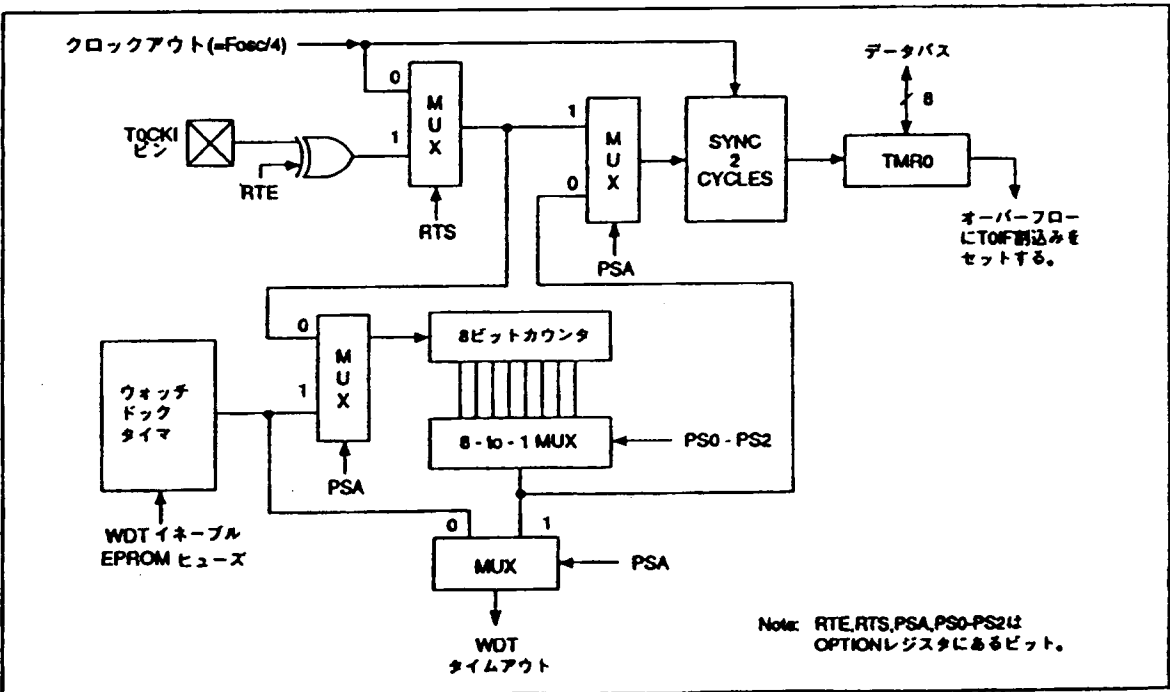 クロックアウト(=Fosc/4)
データバス
8
0
MUX
1
T0CKI
ピン
RTE
RTS
1
MUX
0
PSA
SYNC
2
CYCLES
TMR0
オーバーフロー
にT0IF割込みを
セットする。
0
MUX
1
PSA
8ビットカウンタ
ウォッチ
ドック
タイマ
8 - to - 1 MUX
PS0 - PS2
WDT イネーブル
EPROM ヒューズ
0
1
MUX
PSA
WDT
タイムアウト
Note: RTE,RTS,PSA,PS0-PS2は
OPTIONレジスタにあるビット。